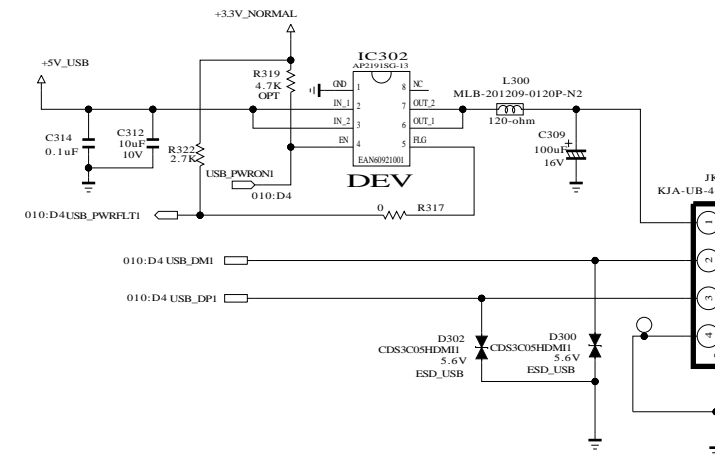 +3.3V_NORMAL
+5V_USB
IC302
AP2191SG-13
R319
4.7K
OPT
GND
1
8
NC
IN_1
2
7
OUT_2
IN_2
3
6
OUT_1
EN
4
5
FLG
EAN60921001
DEV
L300
MLB-201209-0120P-N2
120-ohm
C314
0.1uF
C312
10uF
10V
R322
2.7K
C309
100uF
16V
+
USB_PWRON1
010:D4
010:D4 USB_PWRFLT1
0
R317
KJA-UB-4
1
2
3
4
010:D4 USB_DM1
010:D4 USB_DP1
D302
CDS3C05HDMI1
5.6V
ESD_USB
D300
CDS3C05HDMI1
5.6V
ESD_USB